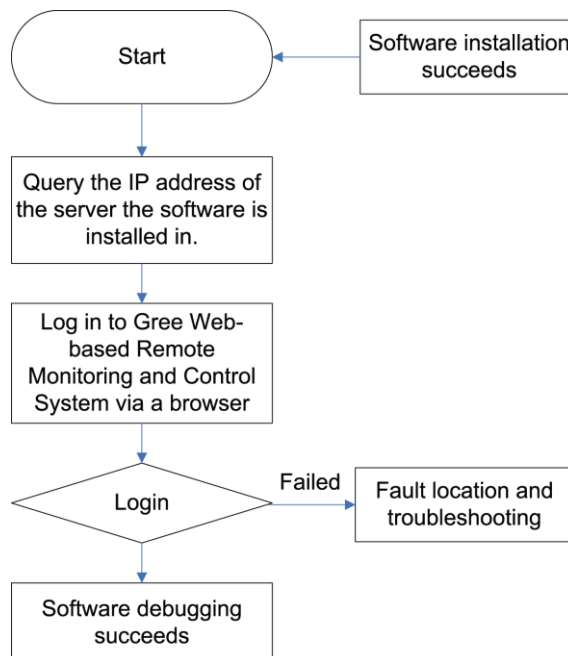 Start
Software installation
succeeds
Query the IP address of
the server the software is
installed in.
Log in to Gree Web-
based Remote
Monitoring and Control
System via a browser
Login
Failed
Fault location and
troubleshooting
Software debugging
succeeds